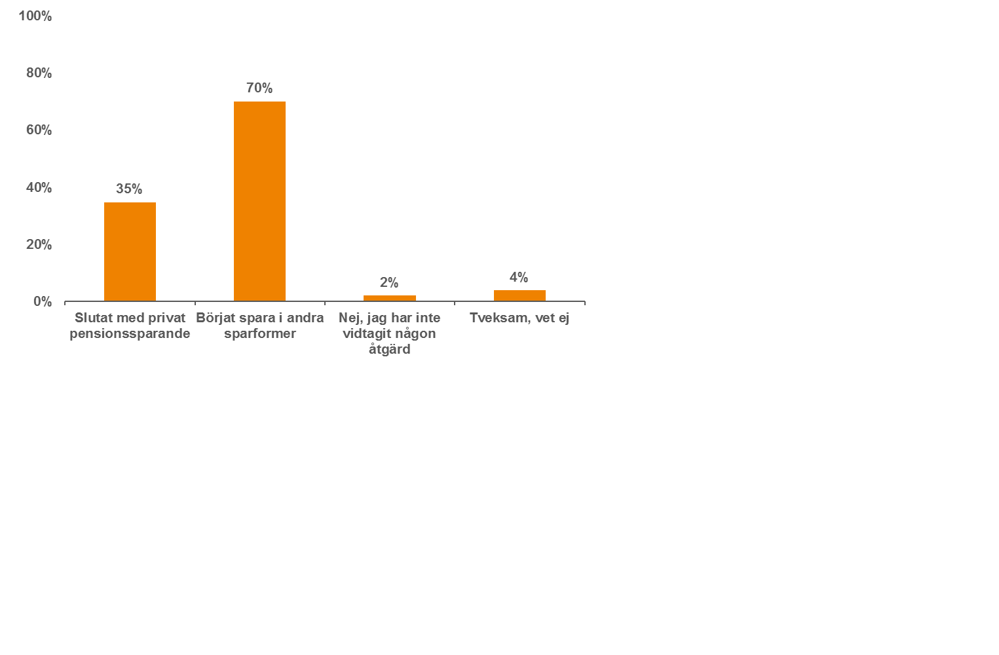 100%
80%
60%
40%
20%
0%
35%
70%
2%
4%
Slutat med privat
pensionssparande
Börjat spara i andra
sparformer
Nej, jag har inte
vidtagit någon
åtgärd
Tveksam, vet ej